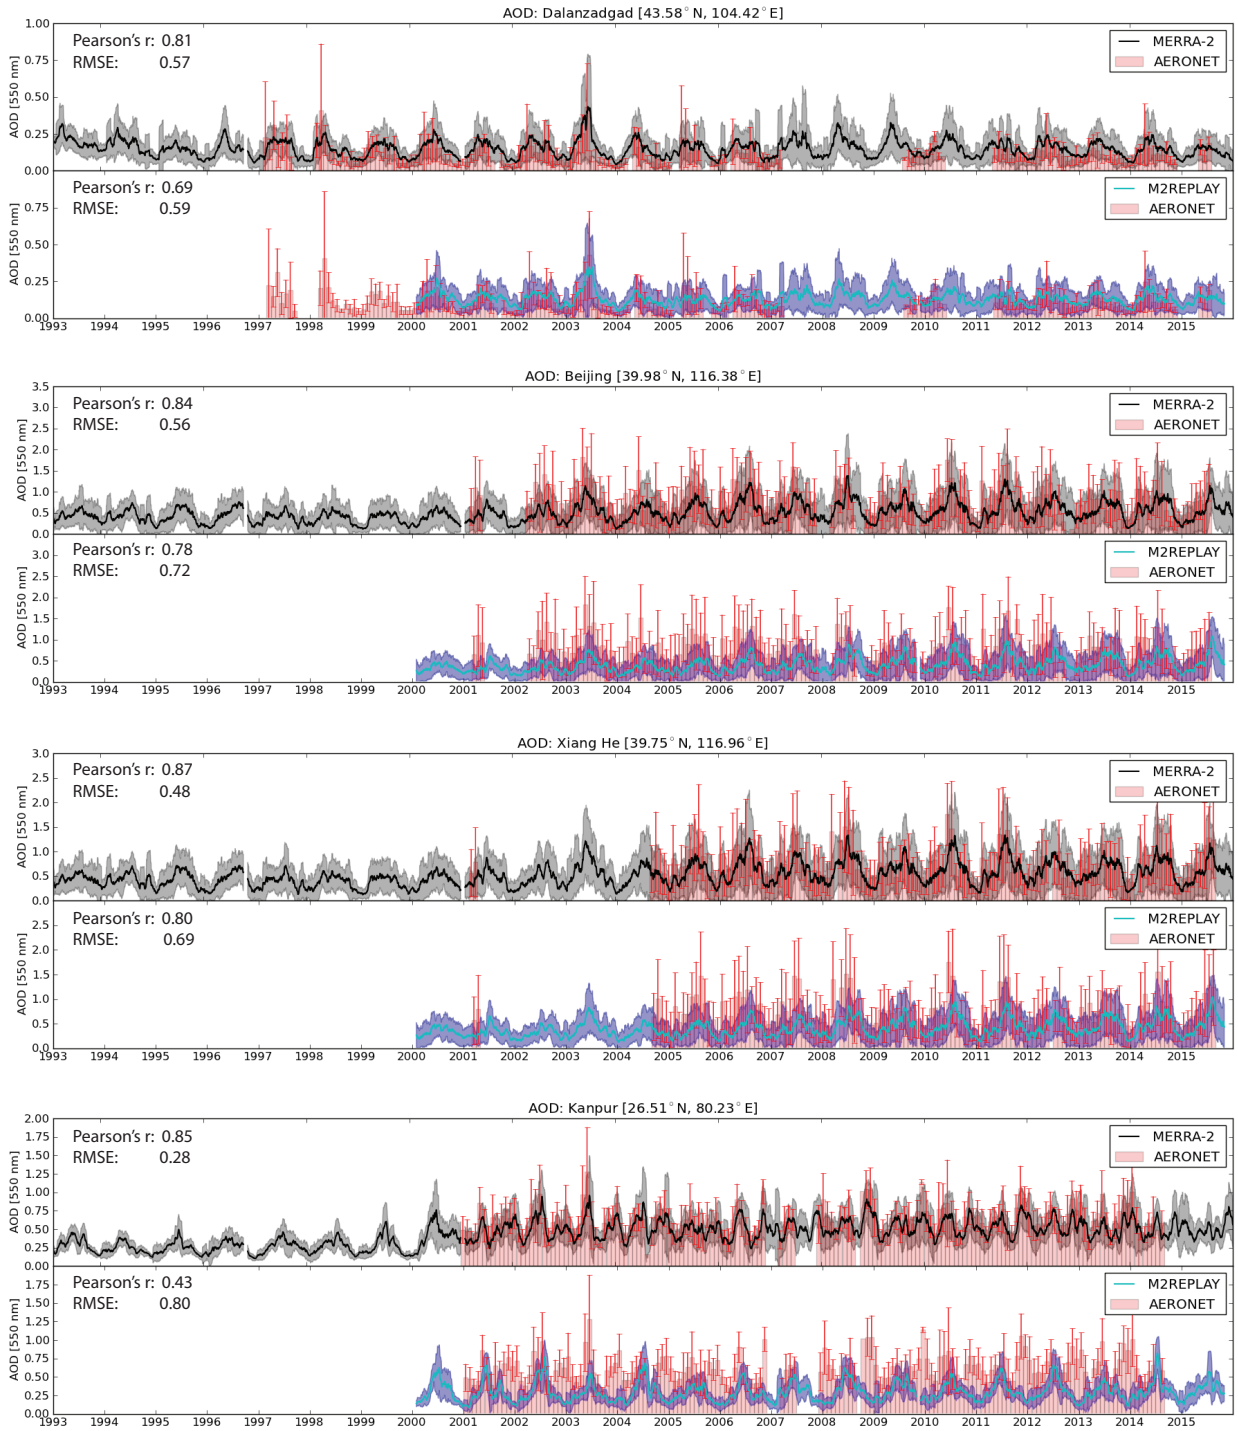 AOD: Dalanzadgad [43.58°N, 104.42°E]
1.00
Pearson's r: 0.81
RMSE: 0.57
MERRA-2
AERONET
0.75
0.50
0.25
0.00
AOD [550 nm]
Pearson's r: 0.69
RMSE: 0.59
M2REPLAY
AERONET
0.75
0.50
0.25
0.00
AOD [550 nm]
1993 1994 1995 1996 1997 1998 1999 2000 2001 2002 2003 2004 2005 2006 2007 2008 2009 2010 2011 2012 2013 2014 2015
AOD: Beijing [39.98°N, 116.38°E]
3.5
Pearson's r: 0.84
RMSE: 0.56
MERRA-2
AERONET
3.0
2.5
2.0
1.5
1.0
0.5
0.0
AOD [550 nm]
Pearson's r: 0.78
RMSE: 0.72
M2REPLAY
AERONET
3.0
2.5
2.0
1.5
1.0
0.5
0.0
AOD [550 nm]
1993 1994 1995 1996 1997 1998 1999 2000 2001 2002 2003 2004 2005 2006 2007 2008 2009 2010 2011 2012 2013 2014 2015
AOD: Xiang He [39.75°N, 116.96°E]
3.0
Pearson's r: 0.87
RMSE: 0.48
MERRA-2
AERONET
2.5
2.0
1.5
1.0
0.5
0.0
AOD [550 nm]
Pearson's r: 0.80
RMSE: 0.69
M2REPLAY
AERONET
2.5
2.0
1.5
1.0
0.5
0.0
AOD [550 nm]
1993 1994 1995 1996 1997 1998 1999 2000 2001 2002 2003 2004 2005 2006 2007 2008 2009 2010 2011 2012 2013 2014 2015
AOD: Kanpur [26.51°N, 80.23°E]
2.00
Pearson's r: 0.85
RMSE: 0.28
MERRA-2
AERONET
1.75
1.50
1.25
1.00
0.75
0.50
0.25
0.00
AOD [550 nm]
Pearson's r: 0.43
RMSE: 0.80
M2REPLAY
AERONET
1.75
1.50
1.25
1.00
0.75
0.50
0.25
0.00
AOD [550 nm]
1993 1994 1995 1996 1997 1998 1999 2000 2001 2002 2003 2004 2005 2006 2007 2008 2009 2010 2011 2012 2013 2014 2015